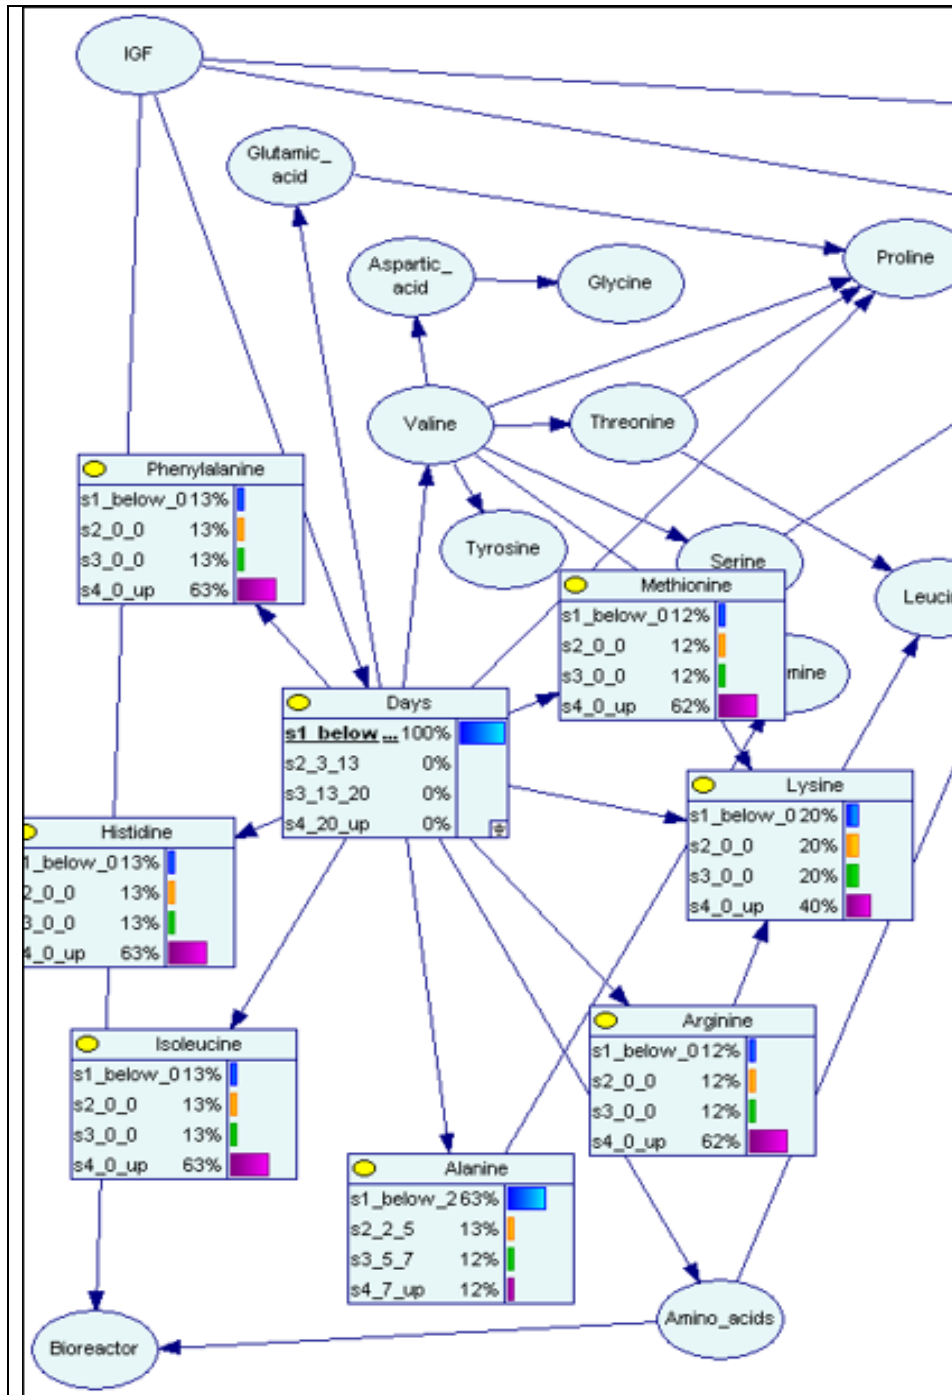 IGF
Glutamic_
acid
Aspartic_
acid
Glycine
Proline
Valine
Threonine
Tyrosine
Serine
Leucin
mine
Phenylalanine
s1_below_0 13%
s2_0_0 13%
s3_0_0 13%
s4_0_up 63%
Methionine
s1_below_0 12%
s2_0_0 12%
s3_0_0 12%
s4_0_up 62%
Days
s1_below ... 100%
s2_3_13 0%
s3_13_20 0%
s4_20_up 0%
Lysine
s1_below_0 20%
s2_0_0 20%
s3_0_0 20%
s4_0_up 40%
Histidine
1_below_0 13%
2_0_0 13%
3_0_0 13%
4_0_up 63%
Arginine
s1_below_0 12%
s2_0_0 12%
s3_0_0 12%
s4_0_up 62%
Isoleucine
s1_below_0 13%
s2_0_0 13%
s3_0_0 13%
s4_0_up 63%
Alanine
s1_below_2 63%
s2_2_5 13%
s3_5_7 12%
s4_7_up 12%
Amino_acids
Bioreactor